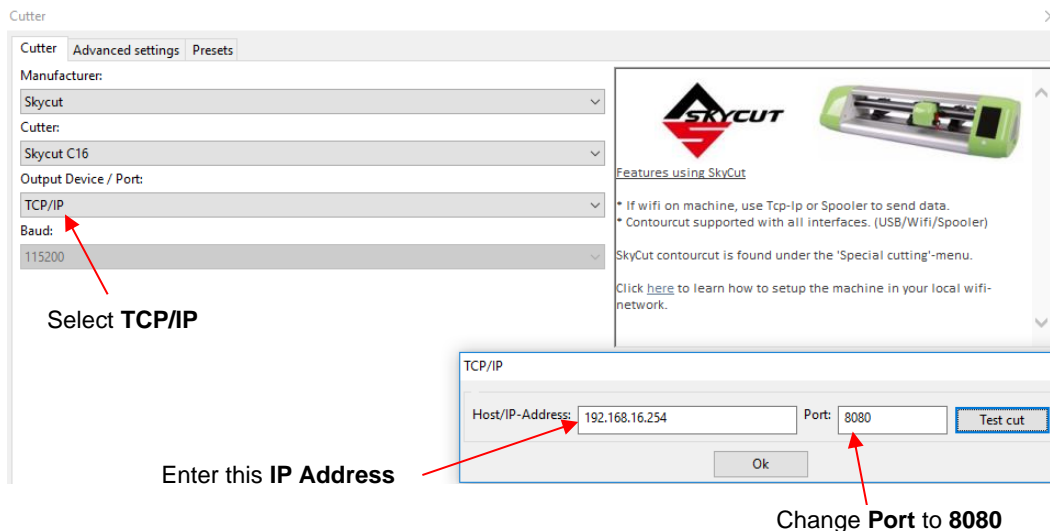 Cutter
Cutter Advanced settings Presets
Manufacturer:
Skycut
Cutter:
Skycut C16
Output Device / Port:
TCP/IP
Baud:
115200
Select TCP/IP
SKYCUT
Features using SkyCut
* If wifi on machine, use Tcp-Ip or Spooler to send data.
* Contourcut supported with all interfaces. (USB/Wifi/Spooler)
SkyCut contourcut is found under the 'Special cutting'-menu.
Click here to learn how to setup the machine in your local wifi-
network.
TCP/IP
Host/IP-Address: 192.168.16.254 Port: 8080 Test cut
Ok
Enter this IP Address
Change Port to 8080